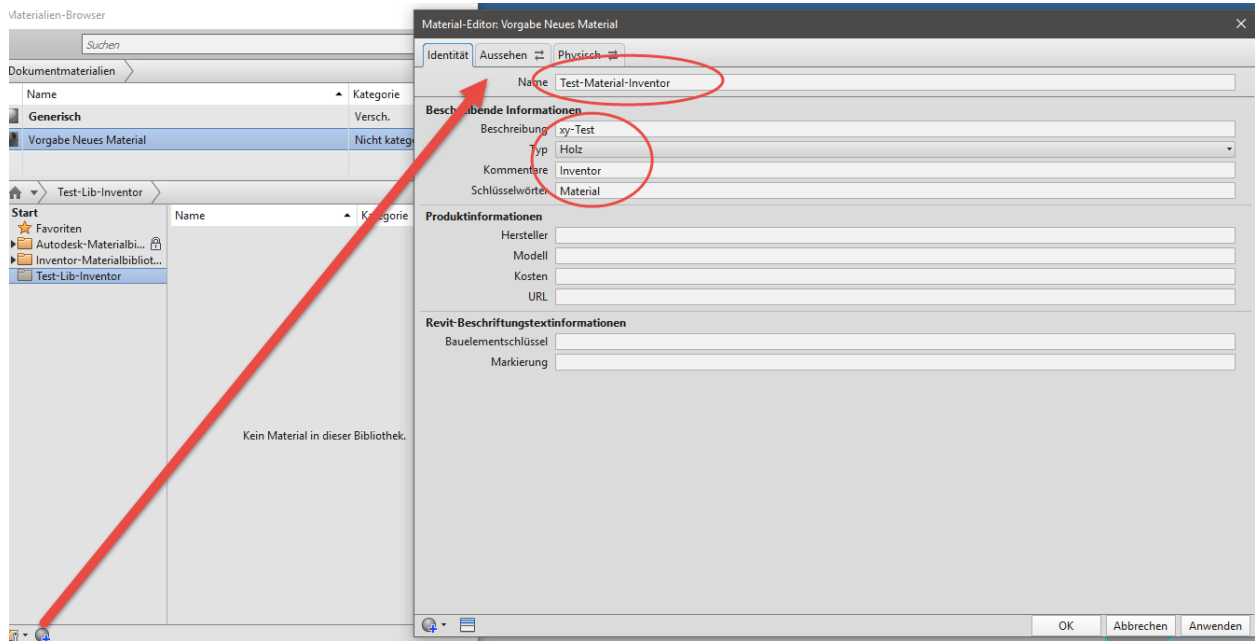 Materialien-Browser
Suchen
Dokumentmaterialien
Name Kategorie
Generisch Versch.
Vorgabe Neues Material Nicht kateg
Test-Lib-Inventor
Start
Favoriten
Autodesk-Materialbi...
Inventor-Materialbibliot...
Test-Lib-Inventor
Name Kategorie
Kein Material in dieser Bibliothek.
Material-Editor: Vorgabe Neues Material
Identität Aussehen Physisch
Name Test-Material-Inventor
Beschreibende Informationen
Beschreibung xy-Test
Typ Holz
Kommentare Inventor
Schlüsselwörter Material
Produktinformationen
Hersteller
Modell
Kosten
URL
Revit-Beschriftungstextinformationen
Bauelementschlüssel
Markierung
OK Abbrechen Anwenden